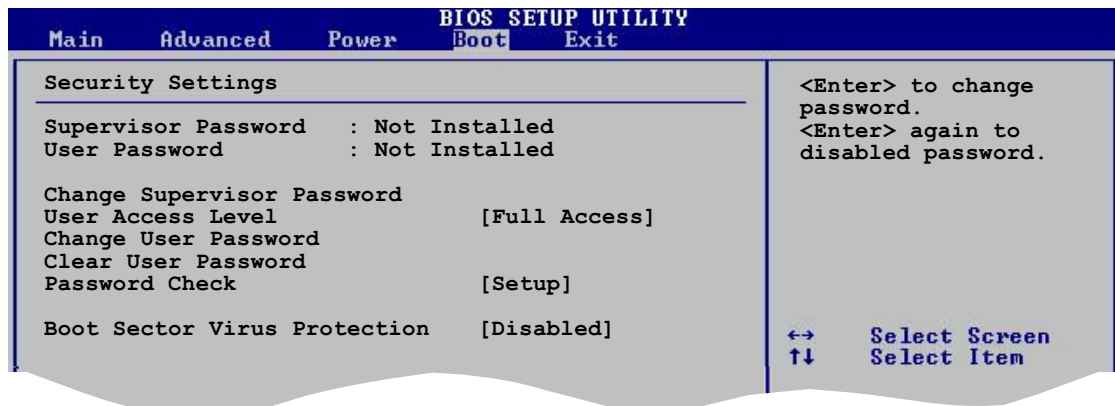 BIOS SETUP UTILITY
Main Advanced Power Boot Exit
Security Settings
Supervisor Password : Not Installed
User Password : Not Installed
Change Supervisor Password
User Access Level [Full Access]
Change User Password
Clear User Password
Password Check [Setup]
Boot Sector Virus Protection [Disabled]
<Enter> to change
password.
<Enter> again to
disabled password.
←→ Select Screen
↑↓ Select Item